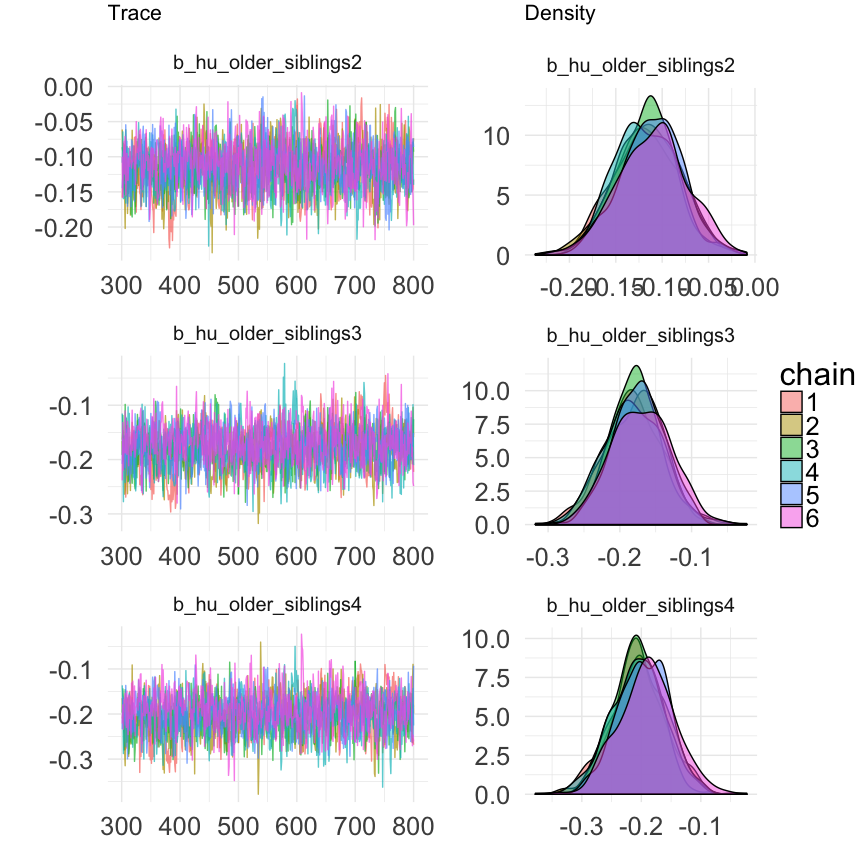 Trace
Density
b_hu_older_siblings2
0.00
-0.05
-0.10
-0.15
-0.20
300 400 500 600 700 800
b_hu_older_siblings2
10
5
0
-0.20 -0.15 -0.10 -0.05 0.00
b_hu_older_siblings3
-0.1
-0.2
-0.3
300 400 500 600 700 800
b_hu_older_siblings3
10.0
7.5
5.0
2.5
0.0
-0.3 -0.2 -0.1
b_hu_older_siblings4
-0.1
-0.2
-0.3
300 400 500 600 700 800
b_hu_older_siblings4
10.0
7.5
5.0
2.5
0.0
-0.3 -0.2 -0.1
chain
1
2
3
4
5
6